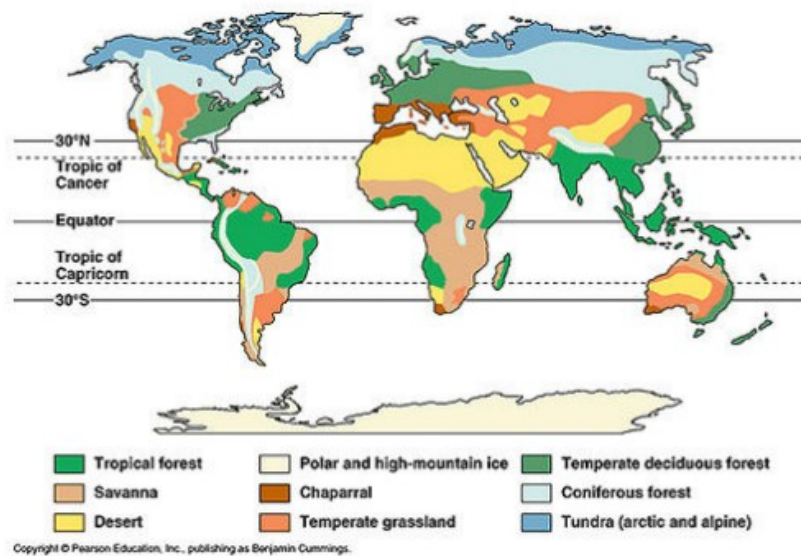 30°N
Tropic of
Cancer
Equator
Tropic of
Capricorn
30°S
Tropical forest
Savanna
Desert
Polar and high-mountain ice
Chaparral
Temperate grassland
Temperate deciduous forest
Coniferous forest
Tundra (arctic and alpine)
Copyright © Pearson Education, Inc., publishing as Benjamin Cummings.